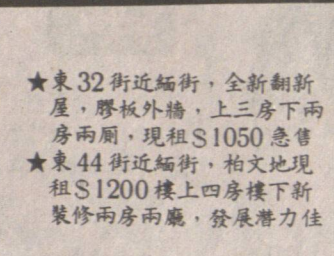 ★東32街近緬街，全新翻新
屋，膠板外牆，上三房下兩
房兩厠，現租S1050急售
★東44街近緬街，柏文地現
租S1200樓上四房樓下新
裝修兩房兩廳，發展潛力佳